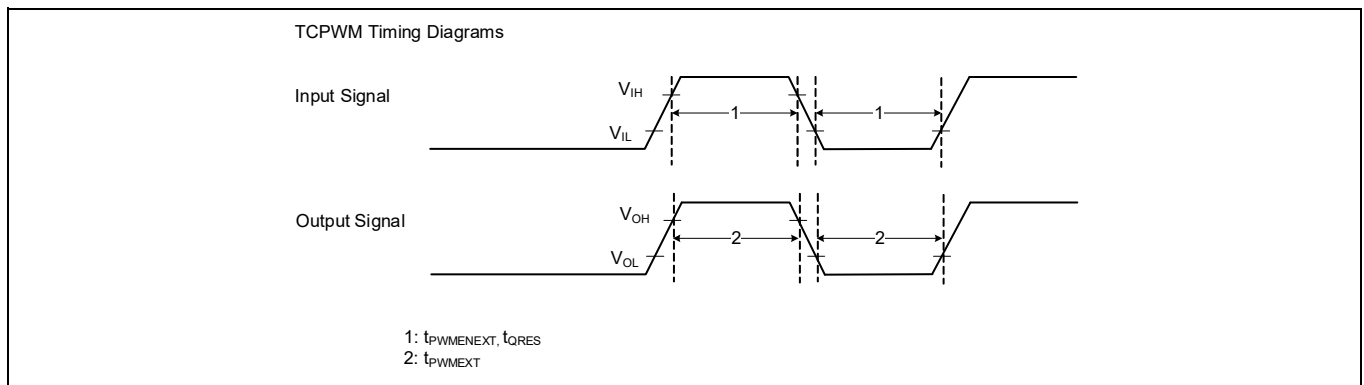 TCPWM Timing Diagrams
Input Signal
VIH
VIL
1
1
Output Signal
VOH
VOL
2
2
1: tPWMENEXT, tQRES
2: tPWMEXT